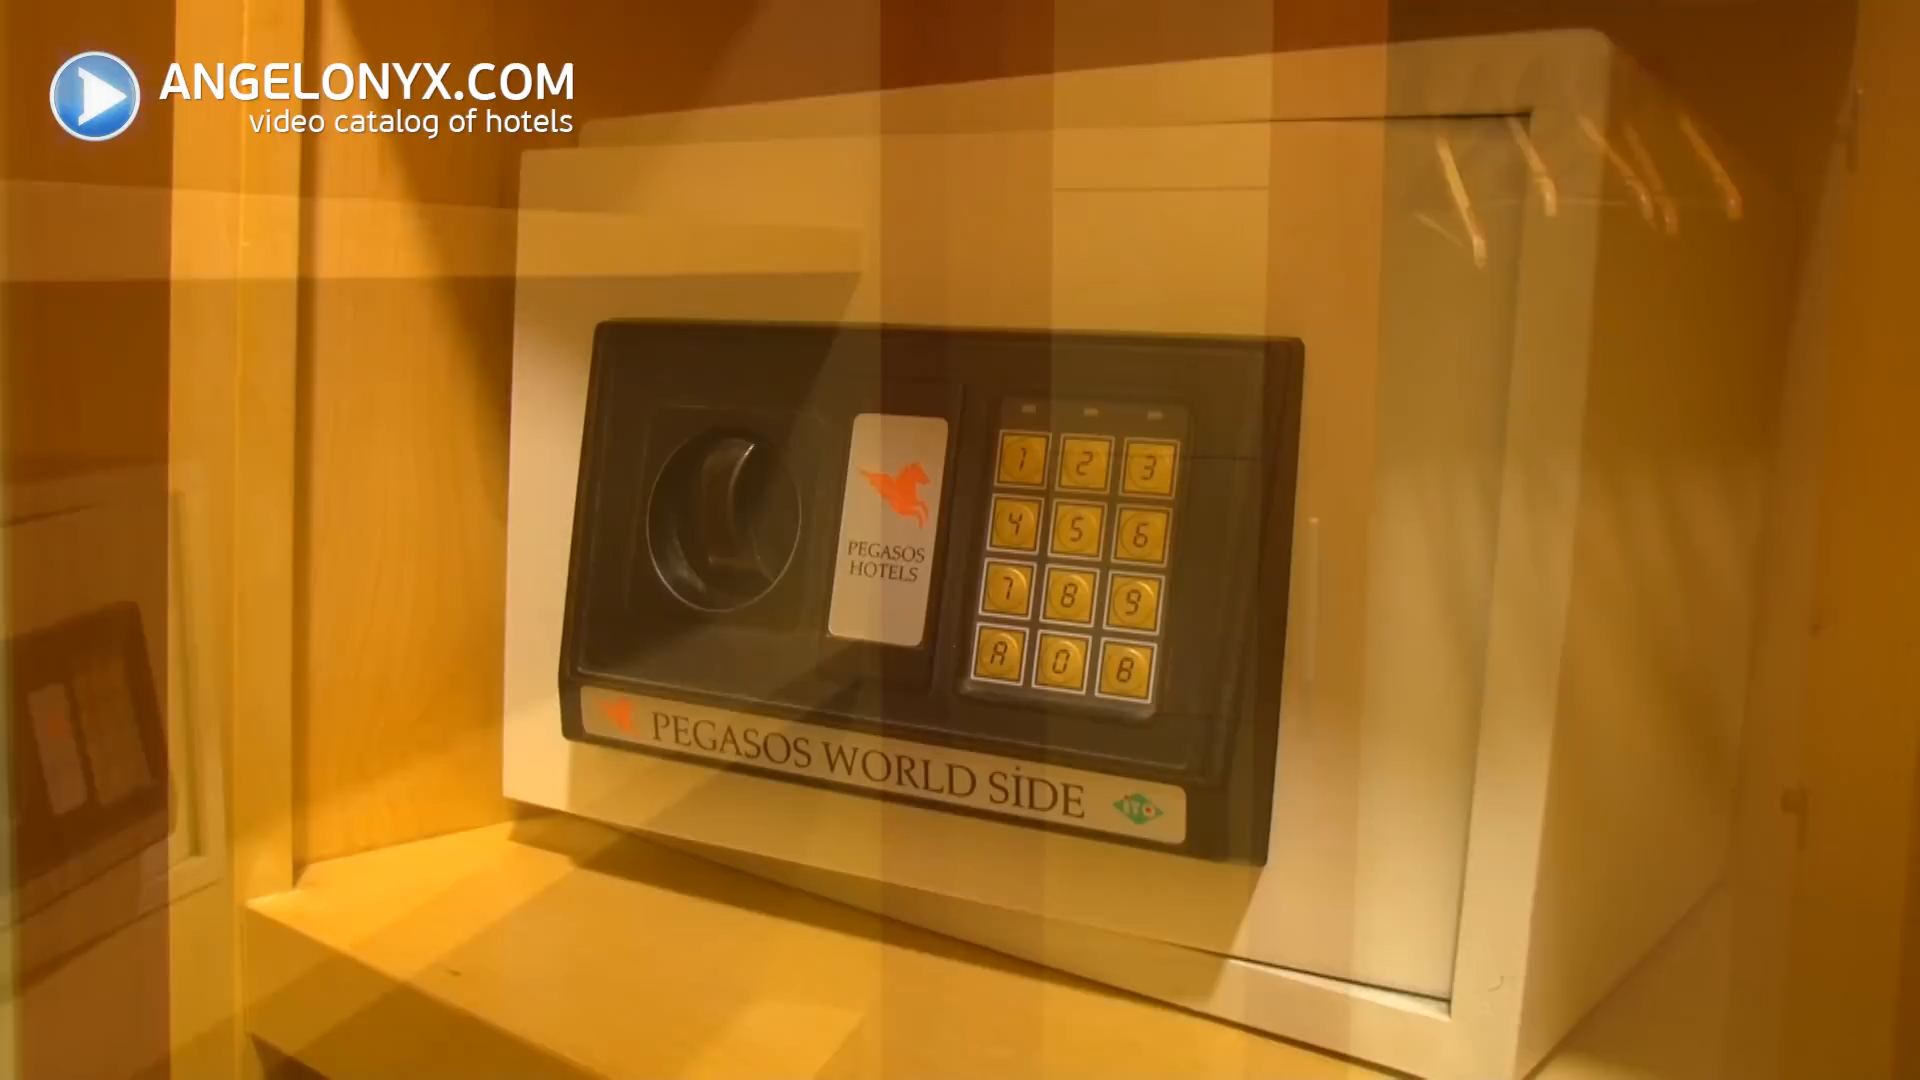 ANGELONYX.COM
video catalog of hotels
PEGASOS
HOTELS
1 2 3
4 5 6
7 8 9
A 0 B
PEGASOS WORLD SİDE
ITO